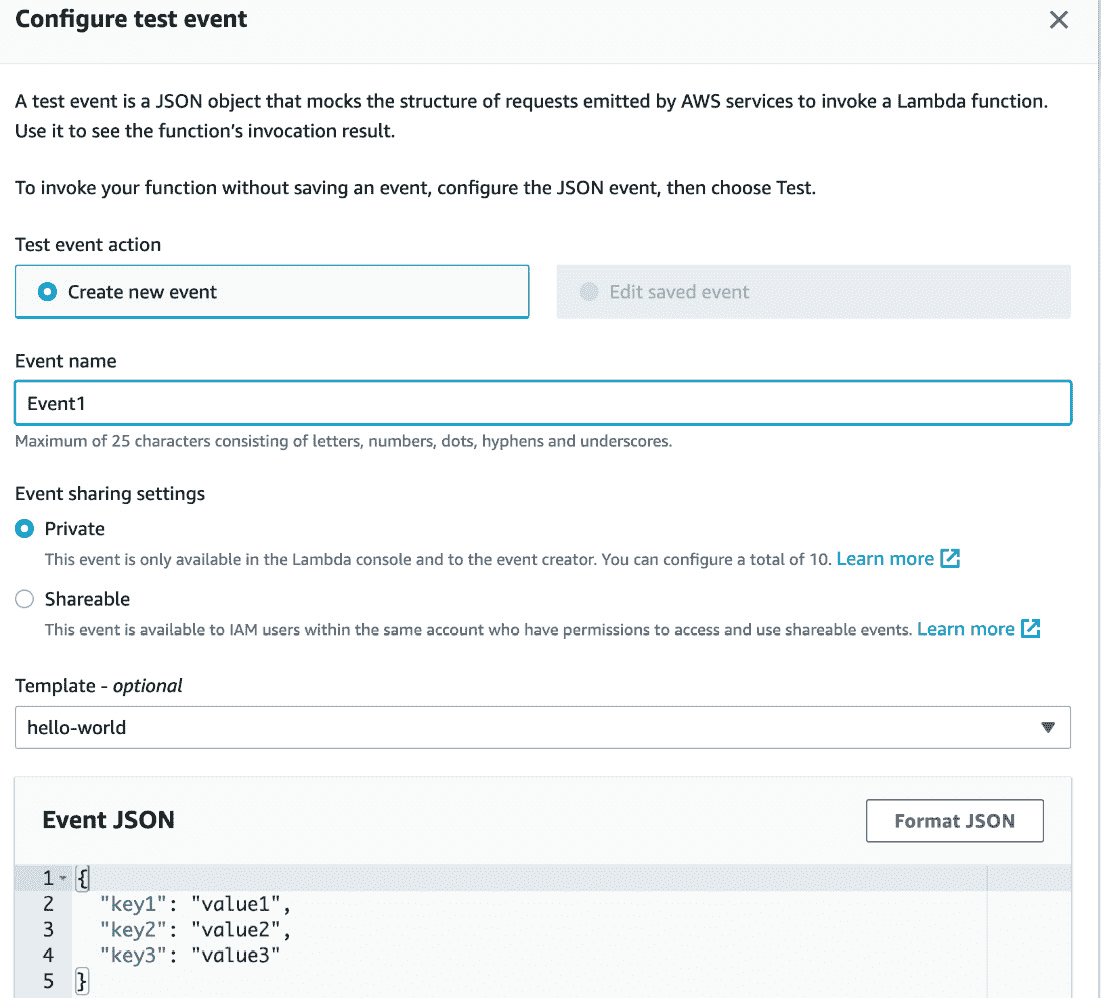 Configure test event
A test event is a JSON object that mocks the structure of requests emitted by AWS services to invoke a Lambda function.
Use it to see the function's invocation result.
To invoke your function without saving an event, configure the JSON event, then choose Test.
Test event action
Create new event
Edit saved event
Event name
Event1
Maximum of 25 characters consisting of letters, numbers, dots, hyphens and underscores.
Event sharing settings
Private
This event is only available in the Lambda console and to the event creator. You can configure a total of 10. Learn more
Shareable
This event is available to IAM users within the same account who have permissions to access and use shareable events. Learn more
Template - optional
hello-world
Event JSON
Format JSON
1 {
2 "key1": "value1",
3 "key2": "value2",
4 "key3": "value3"
5 }